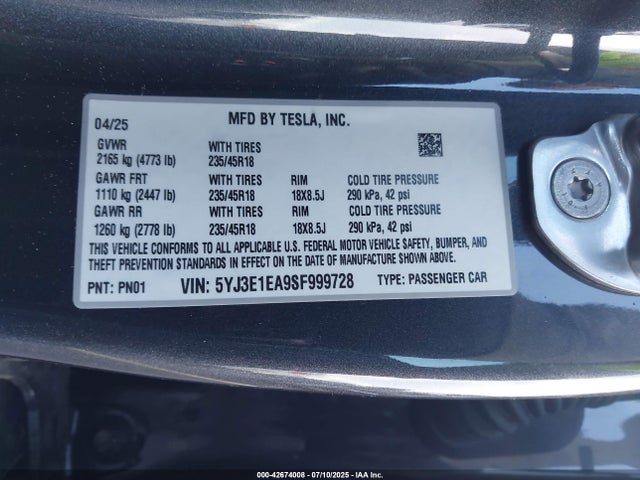 04/25 MFD BY TESLA, INC.
GVWR WITH TIRES
2165 kg (4773 lb) 235/45R18
GAWR FRT WITH TIRES RIM COLD TIRE PRESSURE
1110 kg (2447 lb) 235/45R18 18X8.5J 290 kPa, 42 psi
GAWR RR WITH TIRES RIM COLD TIRE PRESSURE
1260 kg (2778 lb) 235/45R18 18X8.5J 290 kPa, 42 psi
THIS VEHICLE CONFORMS TO ALL APPLICABLE U.S. FEDERAL MOTOR VEHICLE SAFETY, BUMPER, AND
THEFT PREVENTION STANDARDS IN EFFECT ON THE DATE OF MANUFACTURE SHOWN ABOVE.
PNT: PN01 VIN: 5YJ3E1EA9SF999728 TYPE: PASSENGER CAR
000-42674008 - 07/10/2025 - IAAI.com